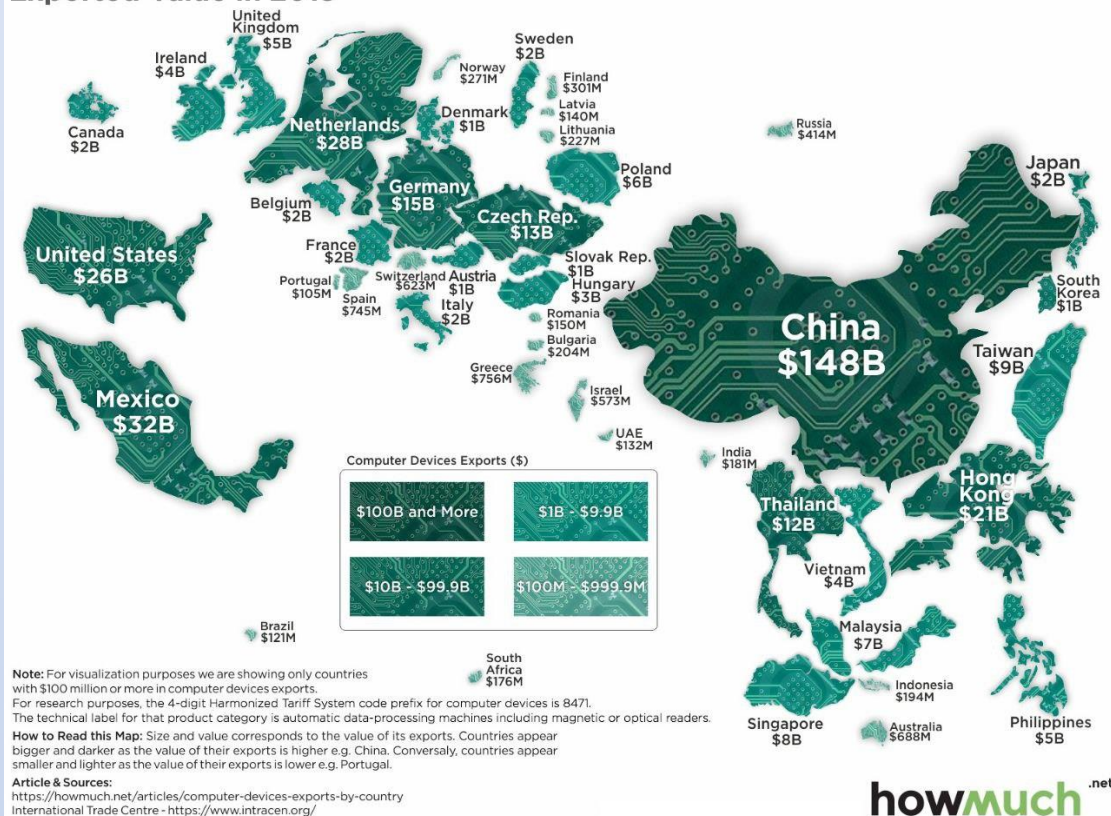 United
Kingdom
$5B
Ireland
$4B
Sweden
$2B
Norway
$271M
Finland
$301M
Latvia
$140M
Lithuania
$227M
Denmark
$1B
Canada
$2B
Netherlands
$28B
Russia
$414M
Poland
$6B
Japan
$2B
Germany
$15B
Belgium
$2B
Czech Rep.
$13B
United States
$26B
France
$2B
Slovak Rep.
$1B
Portugal
$105M
Switzerland
$623M
Austria
$1B
Hungary
$3B
Spain
$745M
Italy
$2B
South
Korea
$1B
Romania
$150M
Bulgaria
$204M
China
$148B
Taiwan
$9B
Greece
$756M
Israel
$573M
Mexico
$32B
UAE
$132M
India
$181M
Hong
Kong
$21B
Thailand
$12B
Vietnam
$4B
Computer Devices Exports ($)
$100B and More
$1B - $9.9B
$10B - $99.9B
$100M - $999.9M
Brazil
$121M
South
Africa
$176M
Malaysia
$7B
Indonesia
$194M
Singapore
$8B
Australia
$688M
Philippines
$5B
Note: For visualization purposes we are showing only countries
with $100 million or more in computer devices exports.
For research purposes, the 4-digit Harmonized Tariff System code prefix for computer devices is 8471.
The technical label for that product category is automatic data-processing machines including magnetic or optical readers.
How to Read this Map: Size and value corresponds to the value of its exports. Countries appear
bigger and darker as the value of their exports is higher e.g. China. Conversaly, countries appear
smaller and lighter as the value of their exports is lower e.g. Portugal.
Article & Sources:
https://howmuch.net/articles/computer-devices-exports-by-country
International Trade Centre - https://www.intracen.org/
howmuch.net